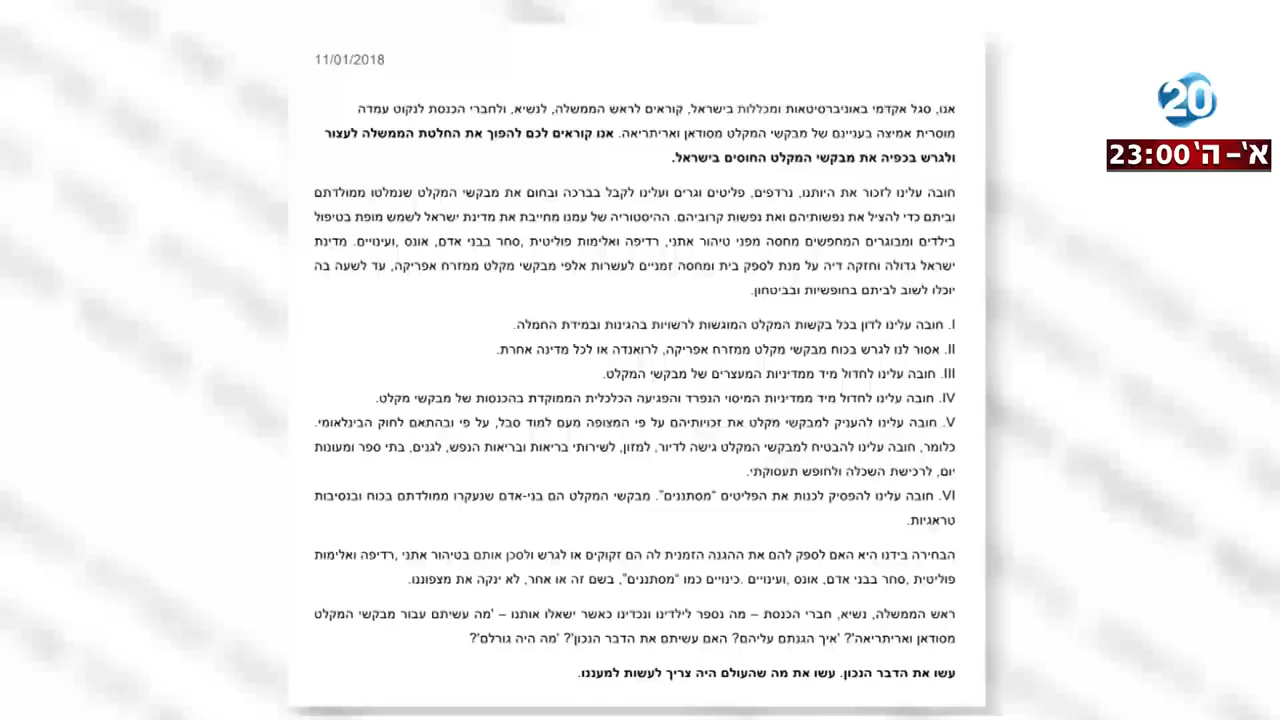 11/01/2018
אנו, סגל אקדמי באוניברסיטאות ומכללות בישראל, קוראים לראש הממשלה, לנשיא, ולחברי הכנסת לנקוט עמדה
מוסרית אמיצה בעניינם של מבקשי המקלט מסודאן ואריתריאה. אנו קוראים לכם להפוך את החלטת הממשלה לעצור
ולגרש בכפיה את מבקשי המקלט החוסים בישראל.
חובה עלינו לזכור את היותנו, נרדפים, פליטים וגרים ועלינו לקבל בברכה ובחום את מבקשי המקלט שנמלטו ממולדתם
וביתם כדי להציל את נפשותיהם ואת נפשות קרוביהם. ההיסטוריה של עמנו מחייבת את מדינת ישראל לשמש מופת בטיפול
בילדים ומבוגרים המחפשים מחסה מפני טיהור אתני, רדיפה ואלימות פוליטית ,סחר בבני אדם, אונס ,ועינויים. מדינת
ישראל גדולה וחזקה דיה על מנת לספק בית ומחסה זמניים לעשרות אלפי מבקשי מקלט ממזרח אפריקה, עד לשעה בה
יוכלו לשוב לביתם בחופשיות ובביטחון.
I. חובה עלינו לדון בכל בקשות המקלט המוגשות לרשויות בהגינות ובמידת החמלה.
II. אסור לנו לגרש בכוח מבקשי מקלט ממזרח אפריקה, לרואנדה או לכל מדינה אחרת.
III. חובה עלינו לחדול מיד ממדיניות המעצרים של מבקשי המקלט.
IV. חובה עלינו לחדול מיד ממדיניות המיסוי הנפרד והפגיעה הכלכלית הממוקדת בהכנסות של מבקשי מקלט.
V. חובה עלינו להעניק למבקשי מקלט את זכויותיהם על פי המצופה מעם למוד סבל, על פי ובהתאם לחוק הבינלאומי.
כלומר, חובה עלינו להבטיח למבקשי המקלט גישה לדיור, למזון, לשירותי בריאות ובריאות הנפש, לגנים, בתי ספר ומעונות
יום, לרכישת השכלה ולחופש תעסוקתי.
VI. חובה עלינו להפסיק לכנות את הפליטים "מסתננים". מבקשי המקלט הם בני-אדם שנעקרו ממולדתם בכוח ובנסיבות
טראגיות.
הבחירה בידנו היא האם לספק להם את ההגנה הזמנית לה הם זקוקים או לגרש ולסכן אותם בטיהור אתני ,רדיפה ואלימות
פוליטית ,סחר בבני אדם, אונס ,ועינויים .כינויים כמו "מסתננים", בשם זה או אחר, לא ינקה את מצפוננו.
ראש הממשלה, נשיא, חברי הכנסת – מה נספר לילדינו ונכדינו כאשר ישאלו אותנו – 'מה עשיתם עבור מבקשי המקלט
מסודאן ואריתריאה'? 'איך הגנתם עליהם? האם עשיתם את הדבר הנכון'? 'מה היה גורלם'?
עשו את הדבר הנכון. עשו את מה שהעולם היה צריך לעשות למעננו.
20
א'-ה' 23:00